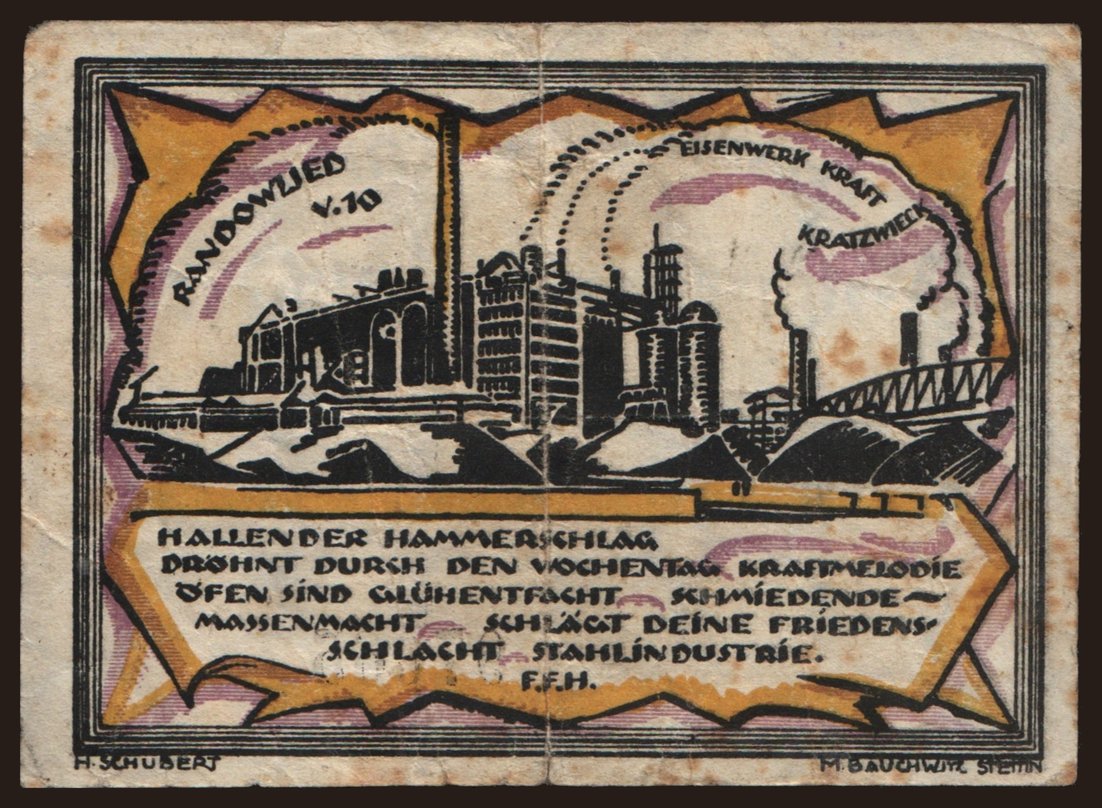 RANDOWLIED
V.10
EISENWERK KRAFT
KRATZWIECK
HALLENDER HAMMERSCHLAG
DRÖHNT DURCH DEN WOCHENTAG KRAFTMELODIE
ÖFEN SIND GLÜHENTFACHT SCHMIEDENDE~
MASSENMACHT SCHLÄGT DEINE FRIEDENS-
SCHLACHT STAHLINDUSTRIE.
F.F.H.
H. SCHUBERT
M. BAUCHWITZ STETTIN